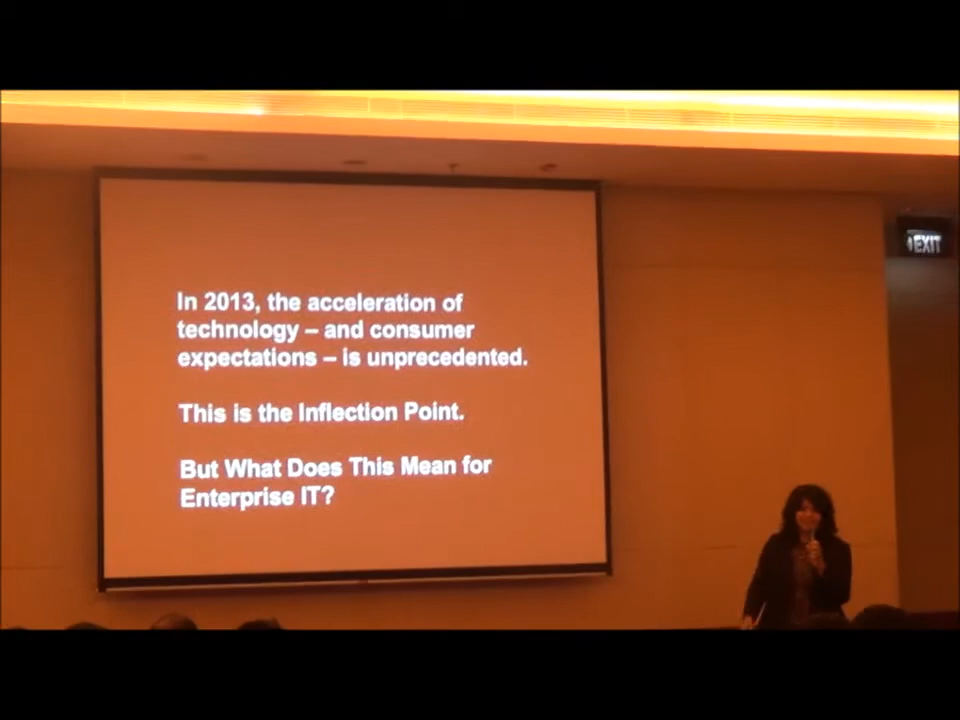 In 2013, the acceleration of
technology – and consumer
expectations – is unprecedented.
This is the Inflection Point.
But What Does This Mean for
Enterprise IT?
EXIT